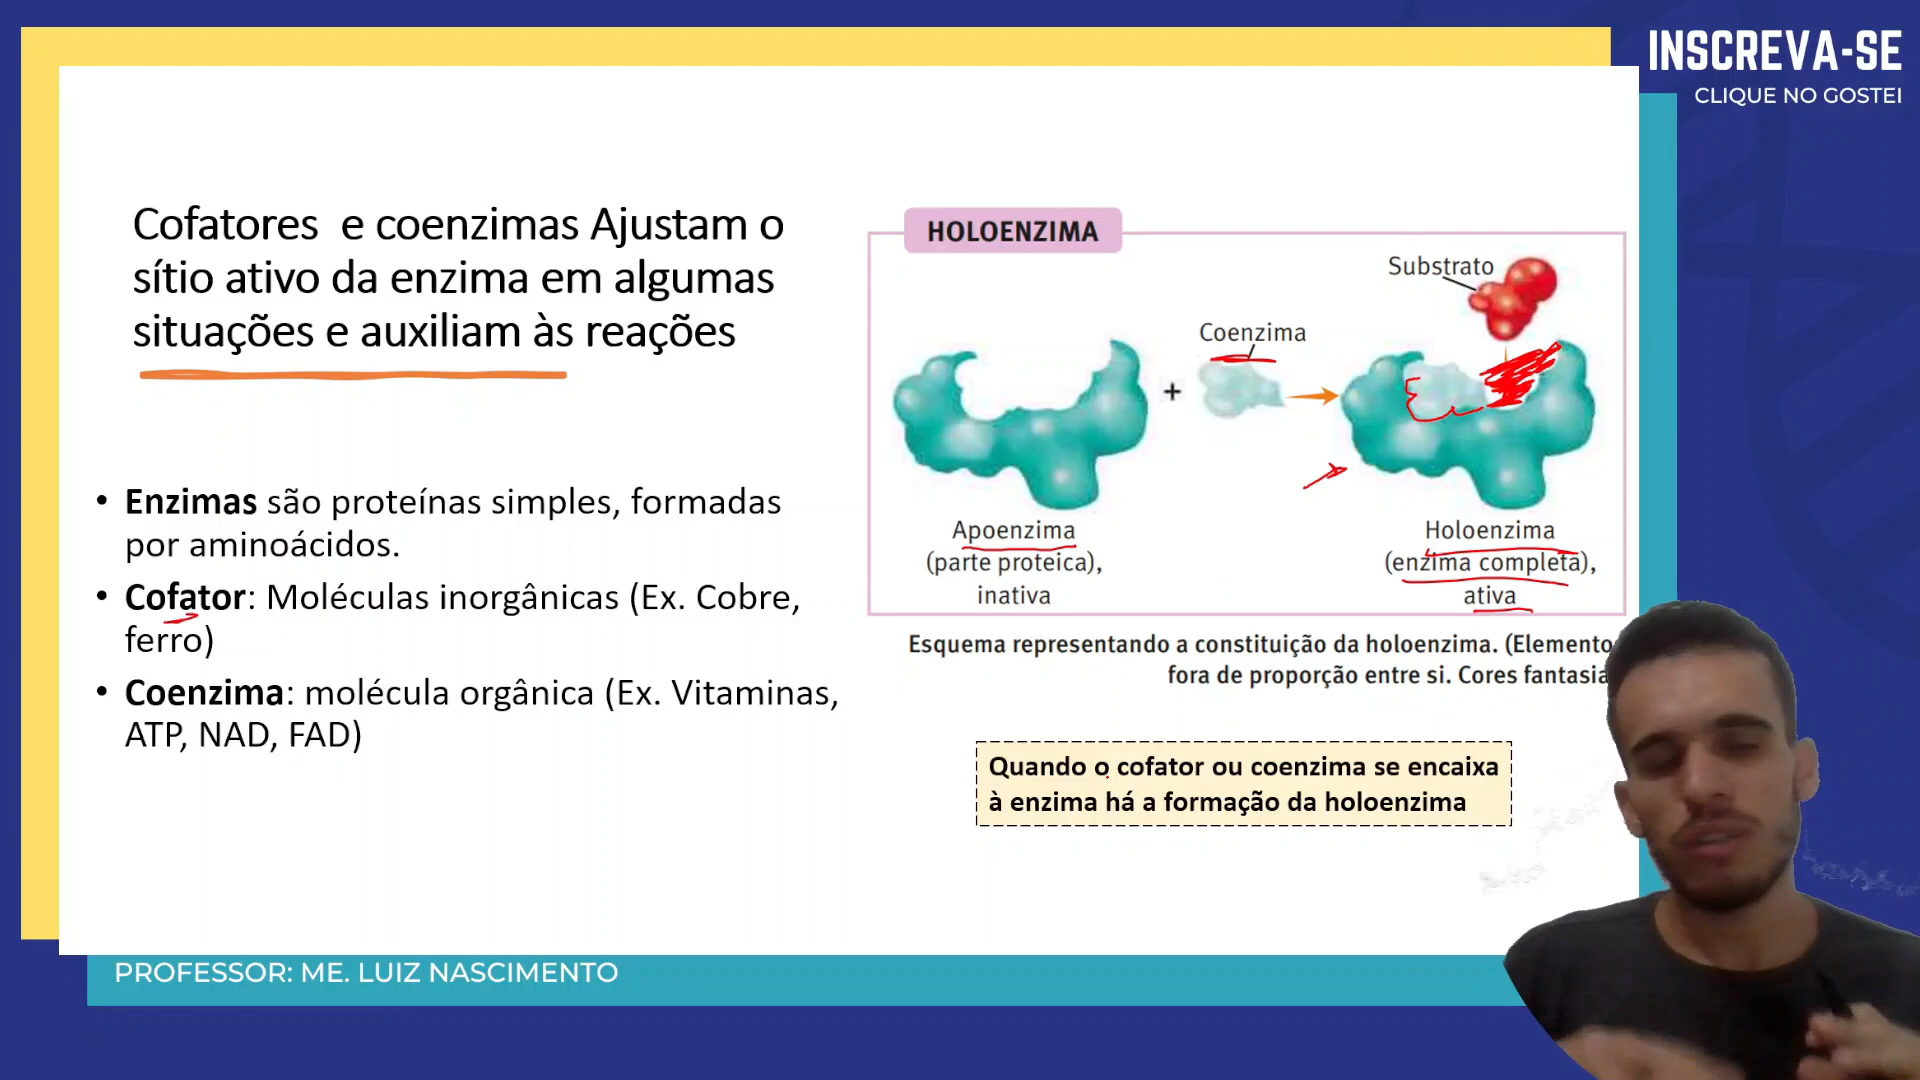 INSCREVA-SE
CLIQUE NO GOSTEI
Cofatores e coenzimas Ajustam o
sítio ativo da enzima em algumas
situações e auxiliam às reações
• Enzimas são proteínas simples, formadas
por aminoácidos.
• Cofator: Moléculas inorgânicas (Ex. Cobre,
ferro)
• Coenzima: molécula orgânica (Ex. Vitaminas,
ATP, NAD, FAD)
HOLOENZIMA
Substrato
Coenzima
+
Apoenzima
(parte proteica),
inativa
Holoenzima
(enzima completa),
ativa
Esquema representando a constituição da holoenzima. (Elemento
fora de proporção entre si. Cores fantasia
Quando o cofator ou coenzima se encaixa
à enzima há a formação da holoenzima
PROFESSOR: ME. LUIZ NASCIMENTO